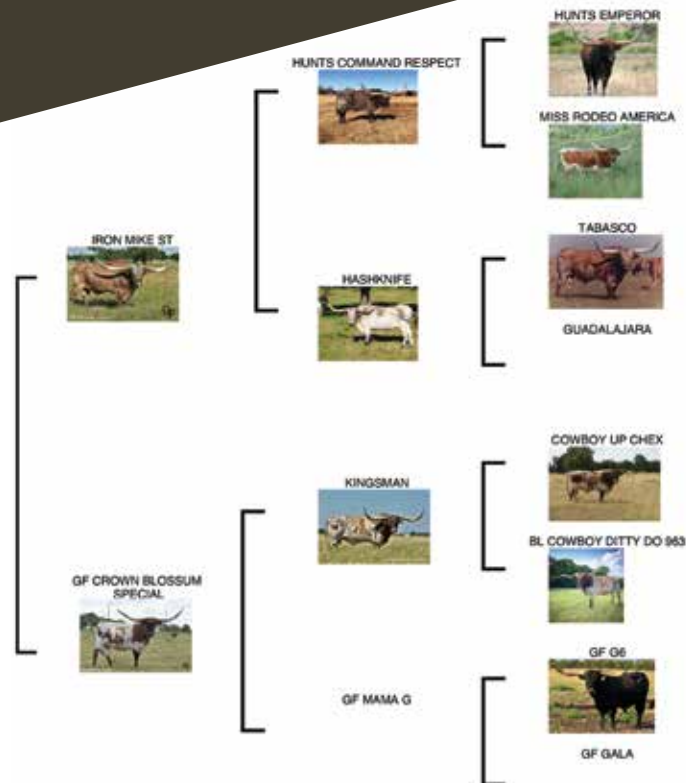 HUNTS EMPEROR
HUNTS COMMAND RESPECT
MISS RODEO AMERICA
IRON MIKE ST
TABASCO
HASHKNIFE
GUADALAJARA
COWBOY UP CHEX
KINGSMAN
BL COWBOY DITTY DO 963
GF CROWN BLOSSUM
SPECIAL
GF G6
GF MAMA G
GF GALA